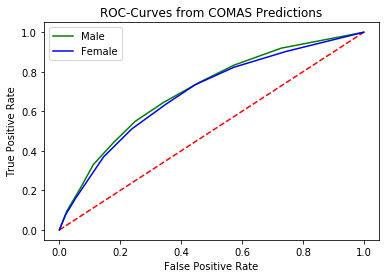 ROC-Curves from COMAS Predictions
Male
Female
True Positive Rate
1.0
0.8
0.6
0.4
0.2
0.0
0.0 0.2 0.4 0.6 0.8 1.0
False Positive Rate